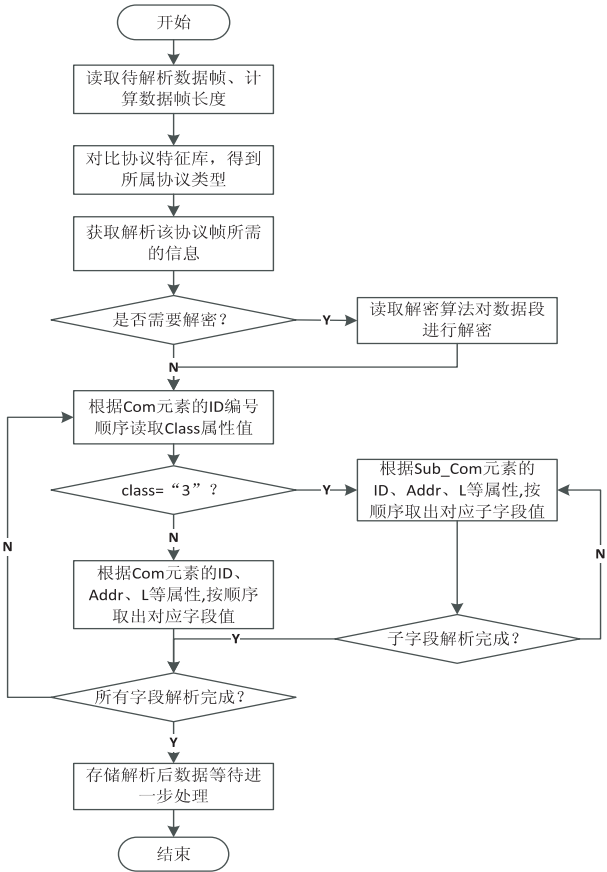 开始
读取待解析数据帧、计
算数据帧长度
对比协议特征库，得到
所属协议类型
获取解析该协议帧所需
的信息
是否需要解密？
Y
读取解密算法对数据段
进行解密
N
根据Com元素的ID编号
顺序读取Class属性值
class=“3”？
Y
根据Sub_Com元素的
ID、Addr、L等属性,按
顺序取出对应子字段值
N
N
N
根据Com元素的ID、
Addr、L等属性,按顺序
取出对应字段值
Y
子字段解析完成？
所有字段解析完成？
Y
存储解析后数据等待进
一步处理
结束